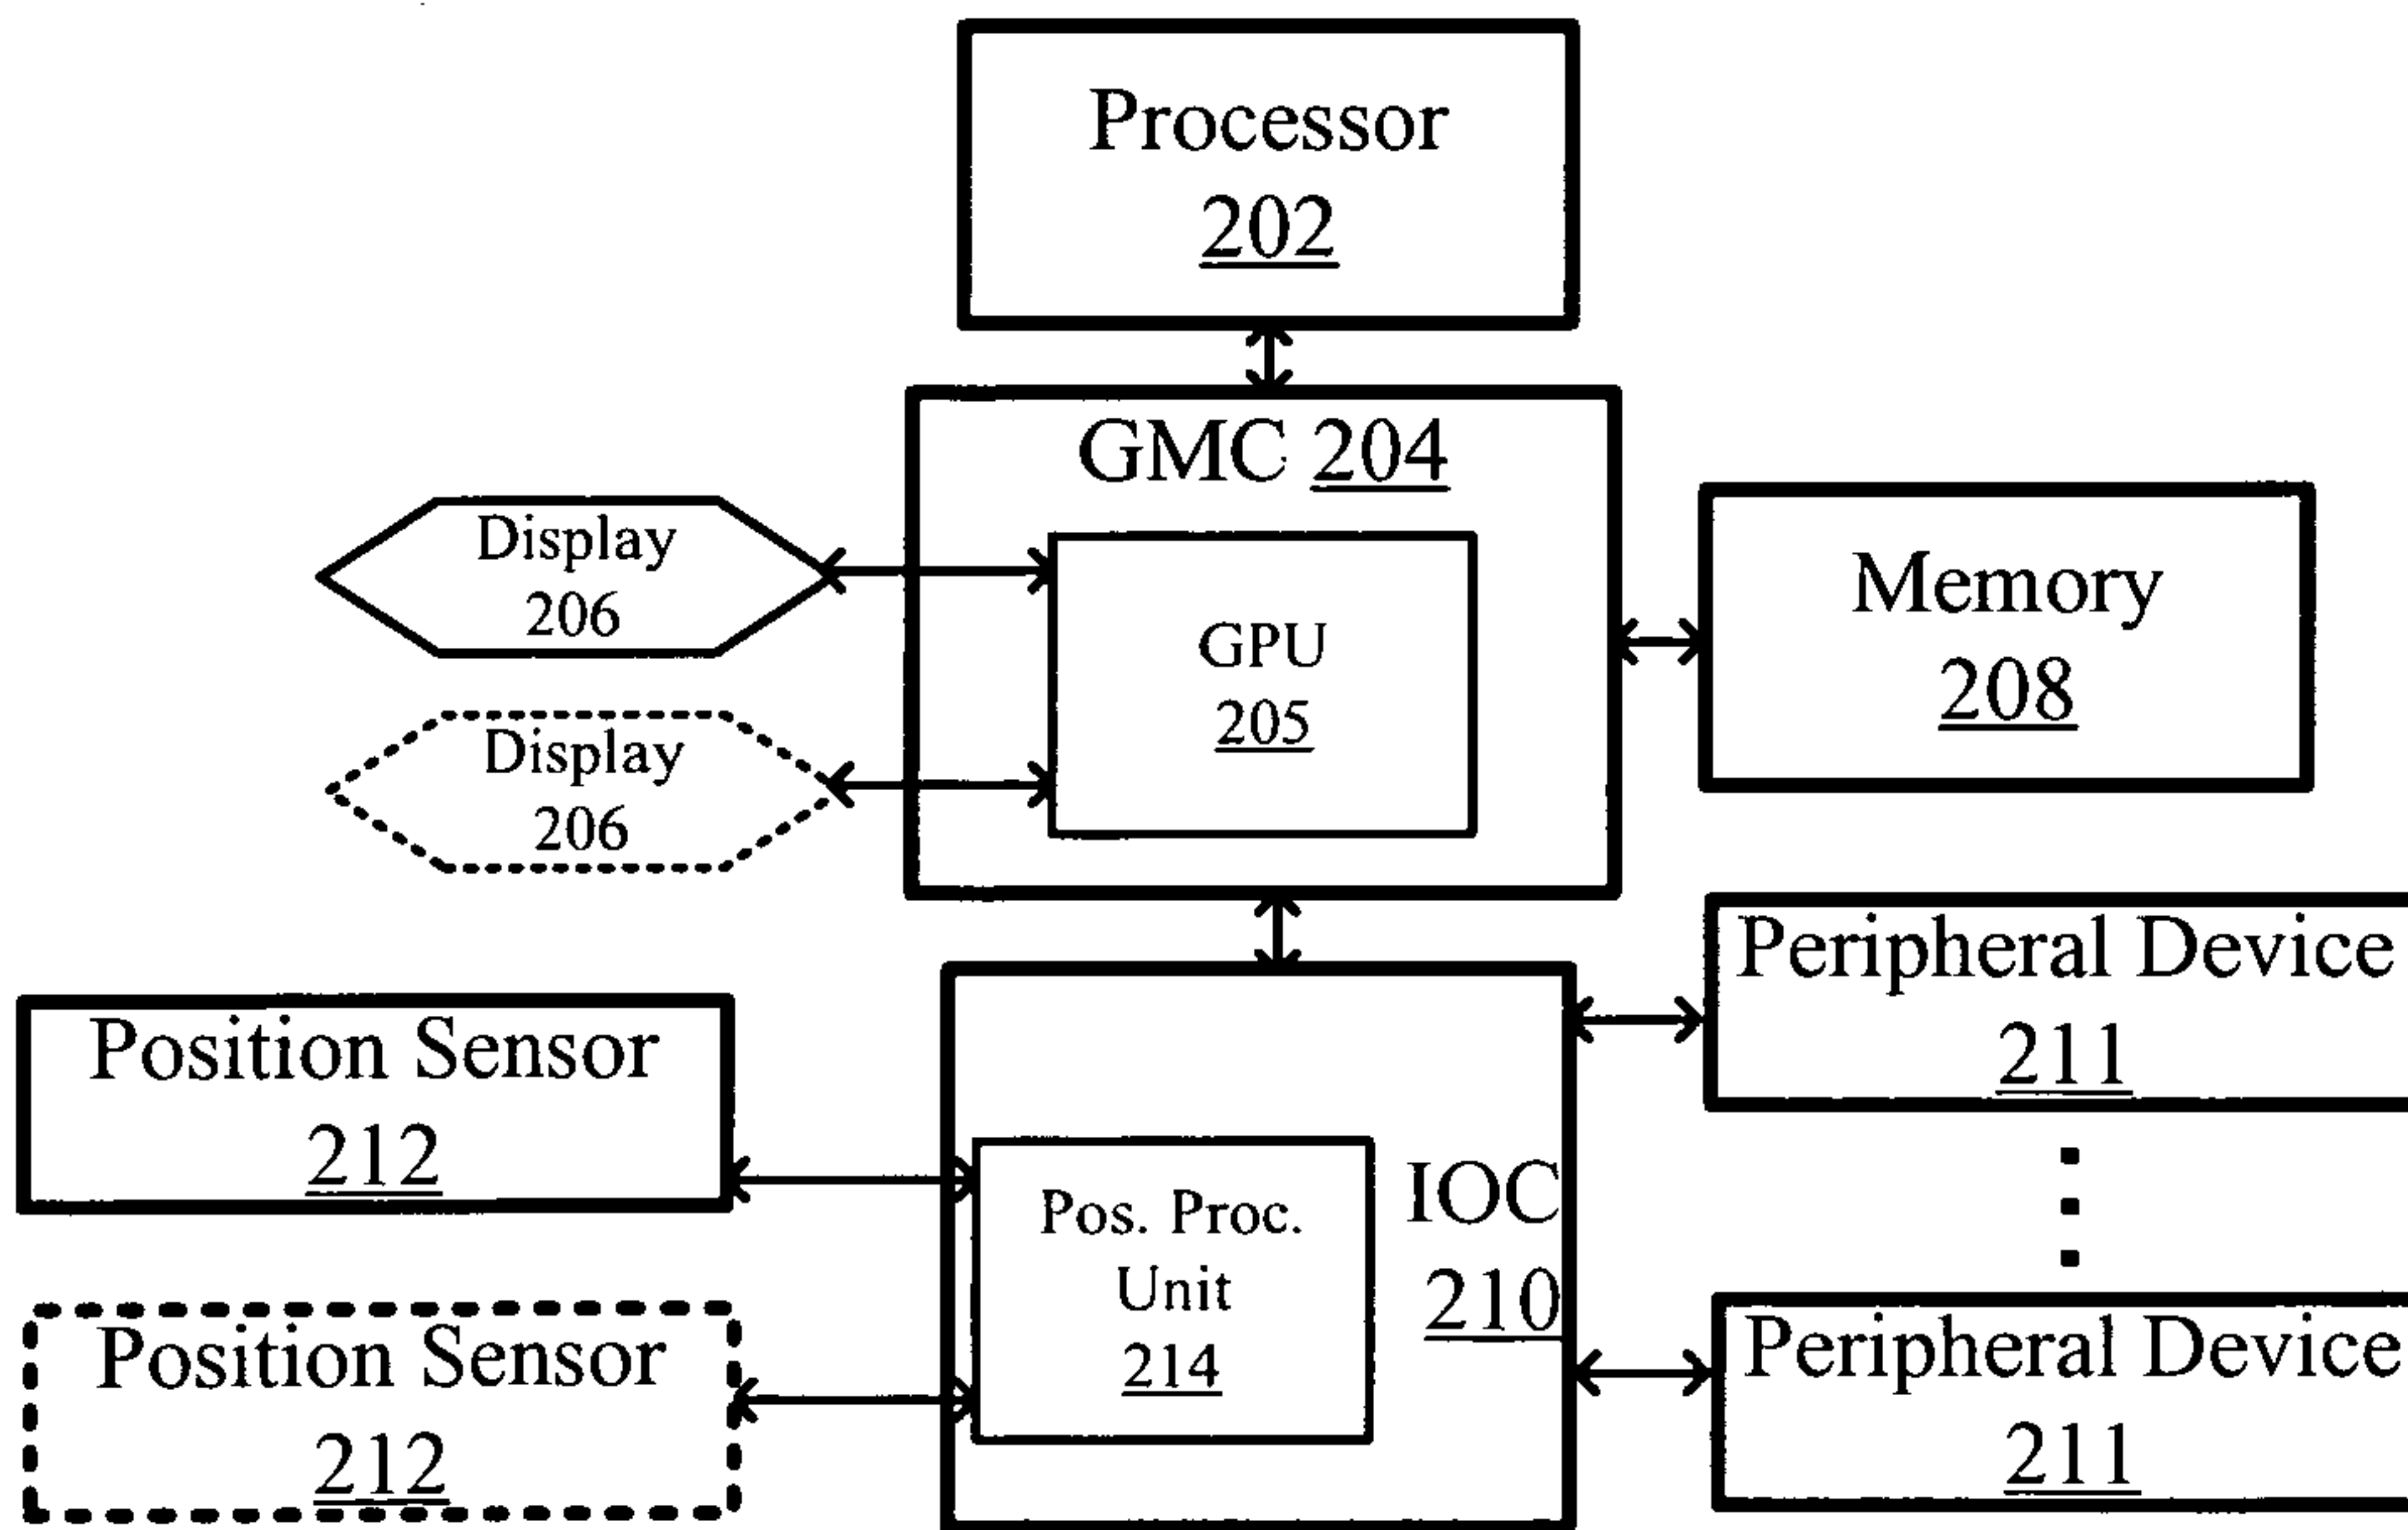 Processor
202
GMC 204
Display
206
GPU
205
Memory
208
Display
206
Peripheral Device
211
Position Sensor
212
Pos. Proc.
Unit
214
IOC
210
Position Sensor
212
Peripheral Device
211